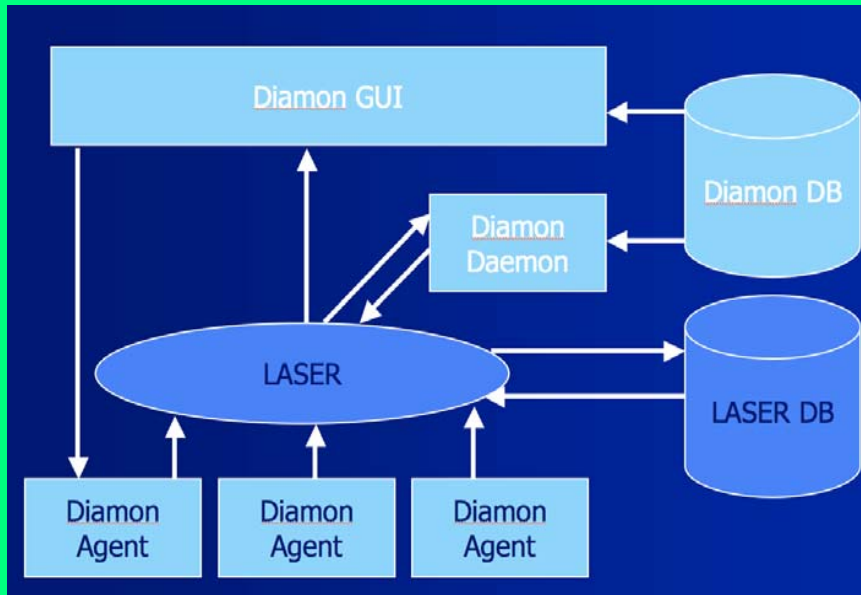 Diamon GUI
Diamon DB
Diamon
Daemon
LASER
LASER DB
Diamon
Agent
Diamon
Agent
Diamon
Agent